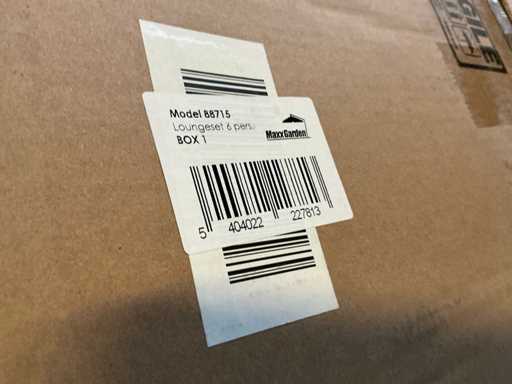 Model 88715
Loungeset 6 pers.
BOX 1
MaxxGarden
5 404022 227813